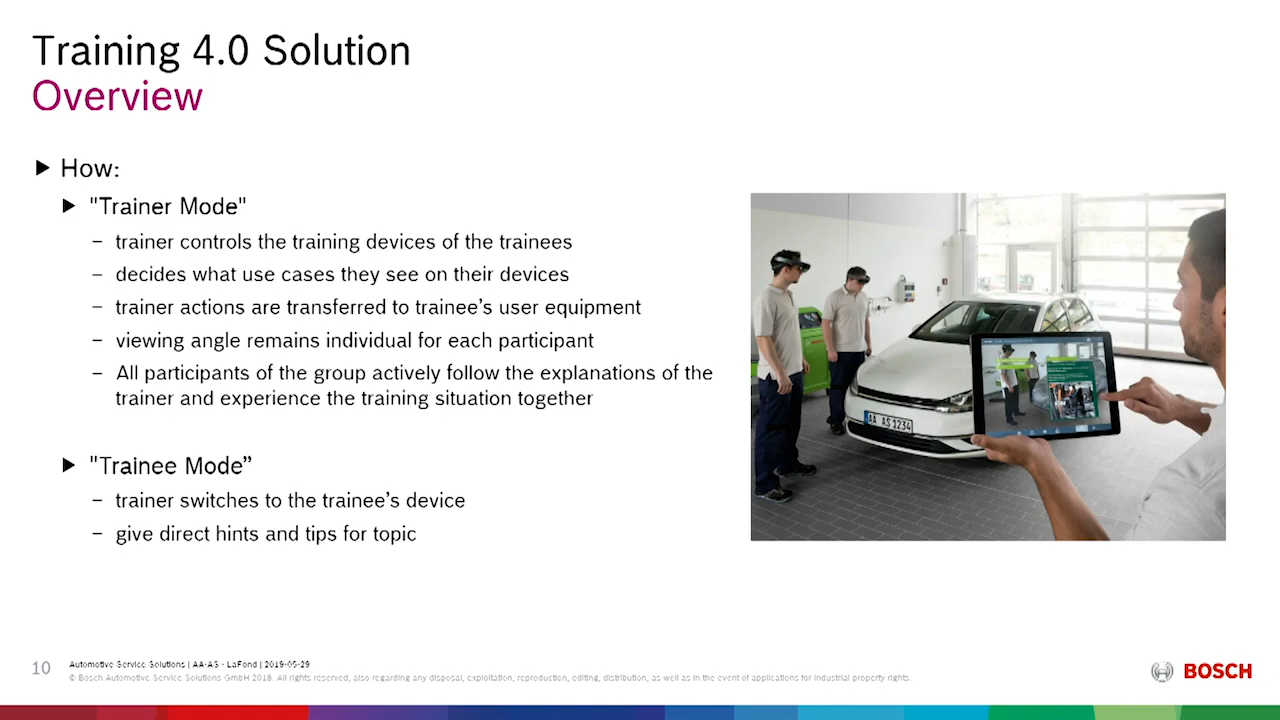 Training 4.0 Solution
Overview
How:
"Trainer Mode"
– trainer controls the training devices of the trainees
– decides what use cases they see on their devices
– trainer actions are transferred to trainee's user equipment
– viewing angle remains individual for each participant
– All participants of the group actively follow the explanations of the
trainer and experience the training situation together
"Trainee Mode”
– trainer switches to the trainee’s device
– give direct hints and tips for topic
AA AS 1234
10
Automotive Service Solutions | AA-AS - LaFond | 2019-05-29
© Bosch Automotive Service Solutions GmbH 2018. All rights reserved, also regarding any disposal, exploitation, reproduction, editing, distribution, as well as in the event of applications for industrial property rights.
BOSCH